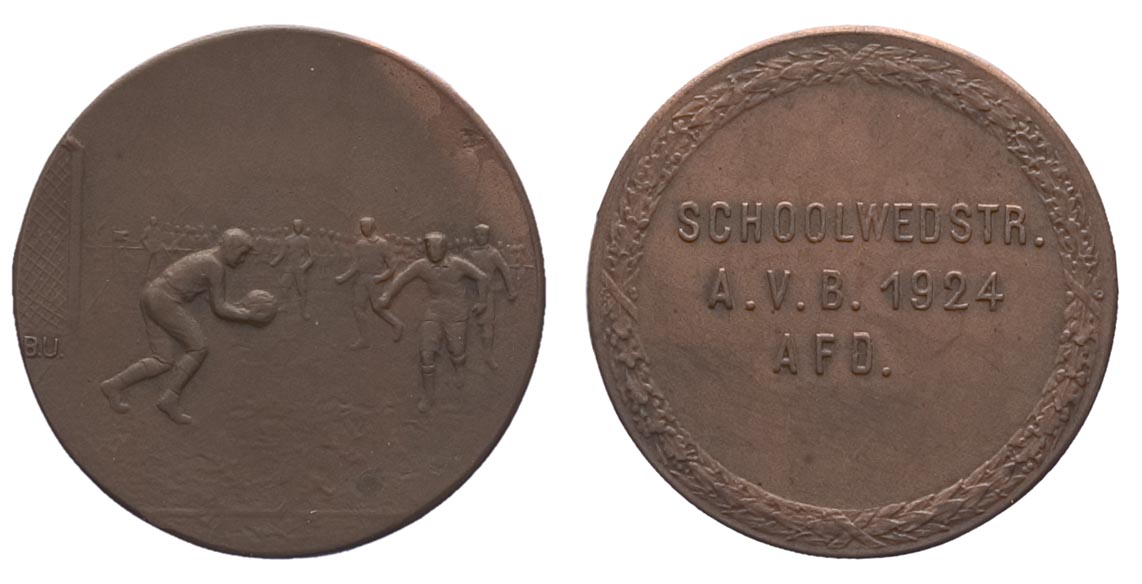 B.U.
SCHOOLWEDSTR.
A.V.B. 1924
AFD.